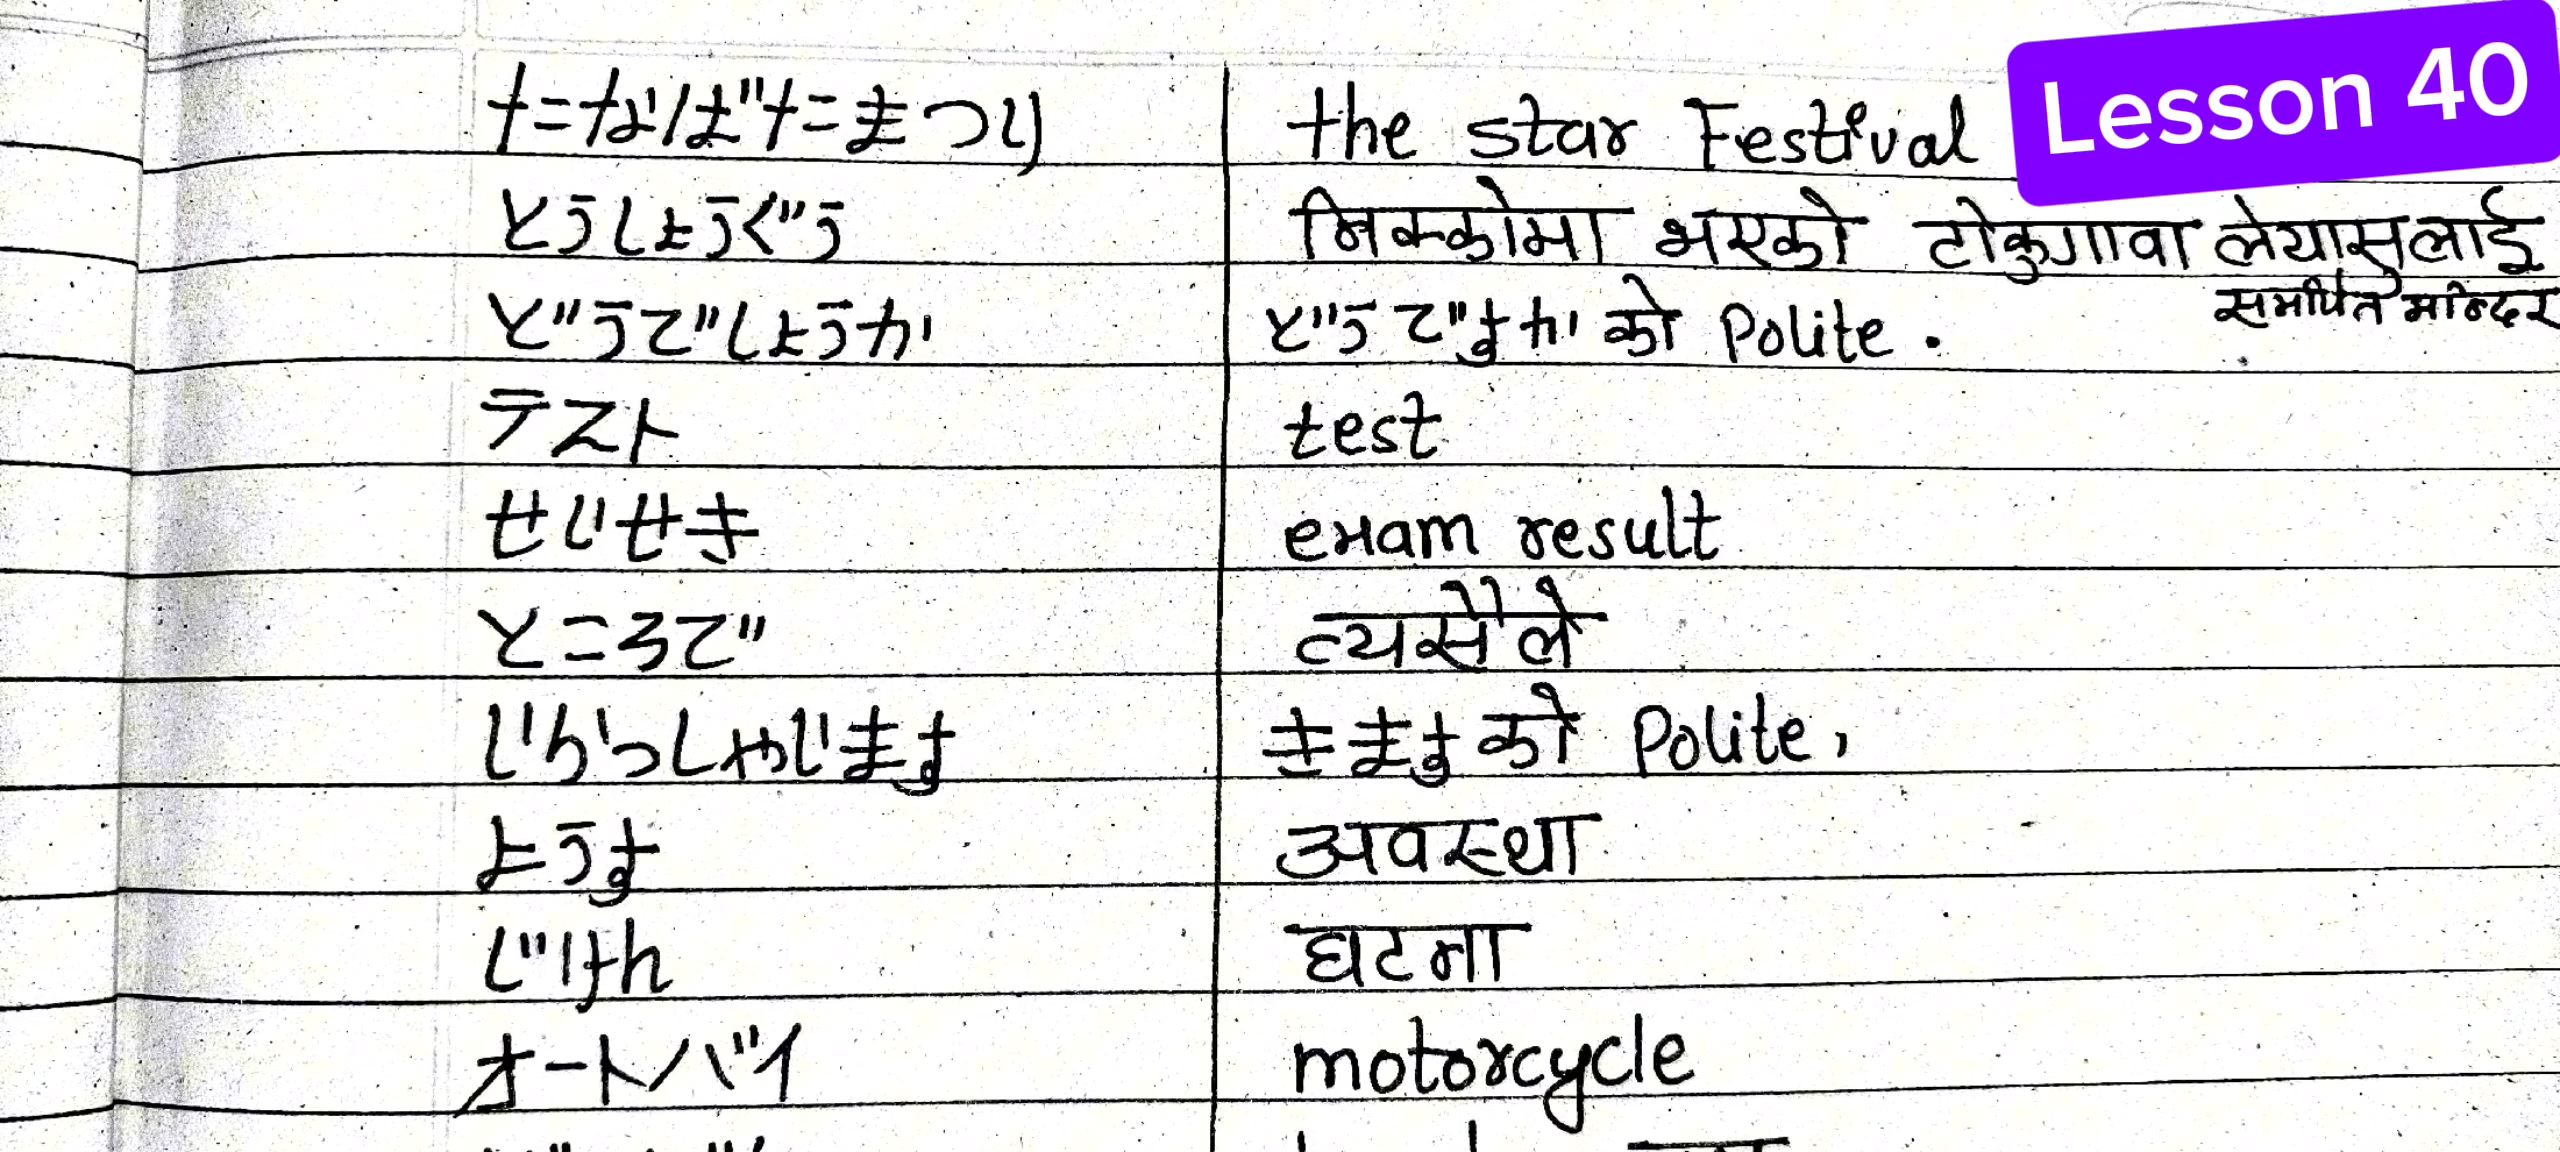 たなばたまつり the star Festival Lesson 40
とうしょうぐう निक्कोमा भएको टोकुगावा लेयासुलाई समर्पित मन्दिर
どうでしょうか どうですか को Polite.
テスト test
せいせき exam result
ところで त्यसैले
いらっしゃいます きます को Polite,
ようす अवस्था
じけん घटना
オートバイ motorcycle